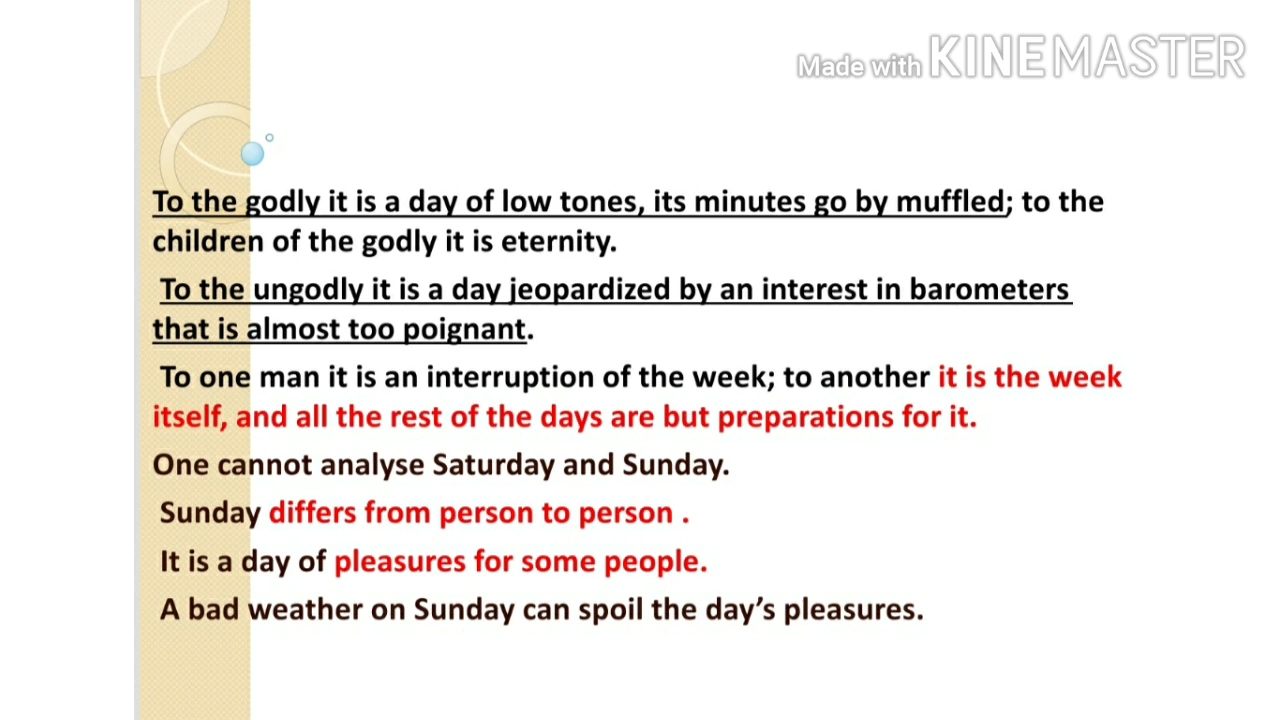 Made with KINEMASTER
To the godly it is a day of low tones, its minutes go by muffled; to the
children of the godly it is eternity.
To the ungodly it is a day jeopardized by an interest in barometers
that is almost too poignant.
To one man it is an interruption of the week; to another it is the week
itself, and all the rest of the days are but preparations for it.
One cannot analyse Saturday and Sunday.
Sunday differs from person to person .
It is a day of pleasures for some people.
A bad weather on Sunday can spoil the day’s pleasures.